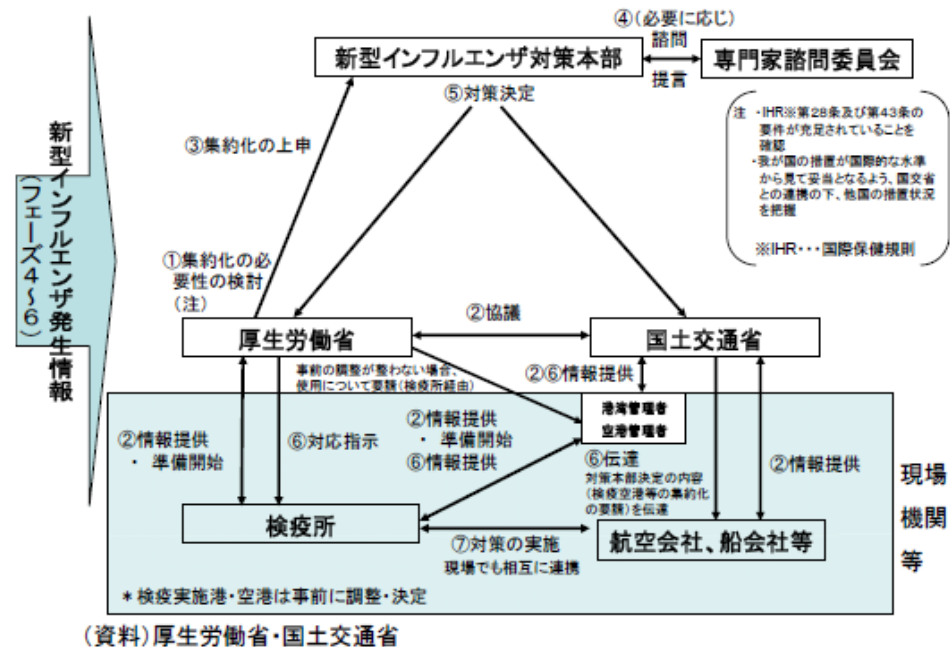 ④(必要に応じ)
諮問
新型インフルエンザ対策本部
専門家諮問委員会
提言
⑤対策決定
注 ・IHR※第28条及び第43条の
要件が充足されていることを
確認
・我が国の措置が国際的な水準
から見て妥当となるよう、国交省
との連携の下、他国の措置状況
を把握
※IHR・・・国際保健規則
新型インフルエンザ発生情報
(フェーズ4~6)
③集約化の上申
①集約化の必
要性の検討
(注)
②協議
厚生労働省
国土交通省
事前の調整が整わない場合、
使用について要請(検疫所経由)
②⑥情報提供
港湾管理者
空港管理者
②情報提供
・ 準備開始
⑥対応指示
②情報提供
・ 準備開始
⑥情報提供
⑥伝達
対策本部決定の内容
(検疫空港等の集約化
の要請)を伝達
②情報提供
現場
機関
等
検疫所
⑦対策の実施
現場でも相互に連携
航空会社、船会社等
*検疫実施港・空港は事前に調整・決定
(資料)厚生労働省・国土交通省